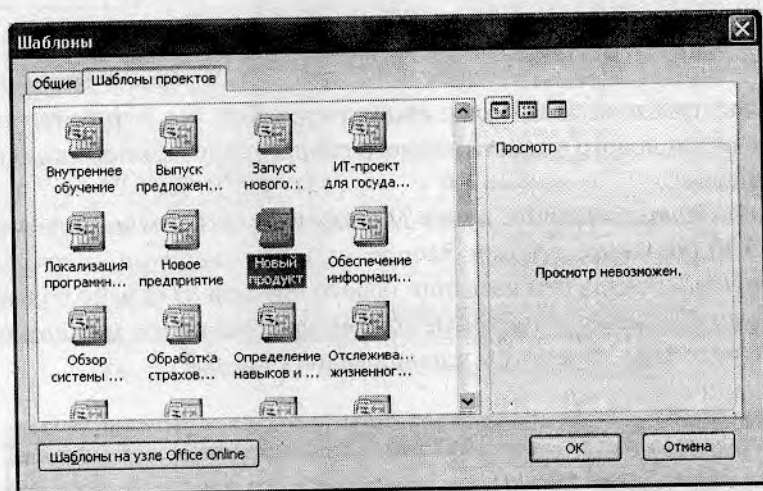 Шаблоны
Общие
Шаблоны проектов
Внутреннее
обучение
Выпуск
предложен...
Запуск
нового...
ИТ-проект
для госуда...
Локализация
программн...
Новое
предприятие
Новый
продукт
Обеспечение
информаци...
Обзор
системы ...
Обработка
страхов...
Определение
навыков и ...
Отслежива...
жизненног...
Просмотр
Просмотр невозможен.
Шаблоны на узле Office Online
ОК
Отмена